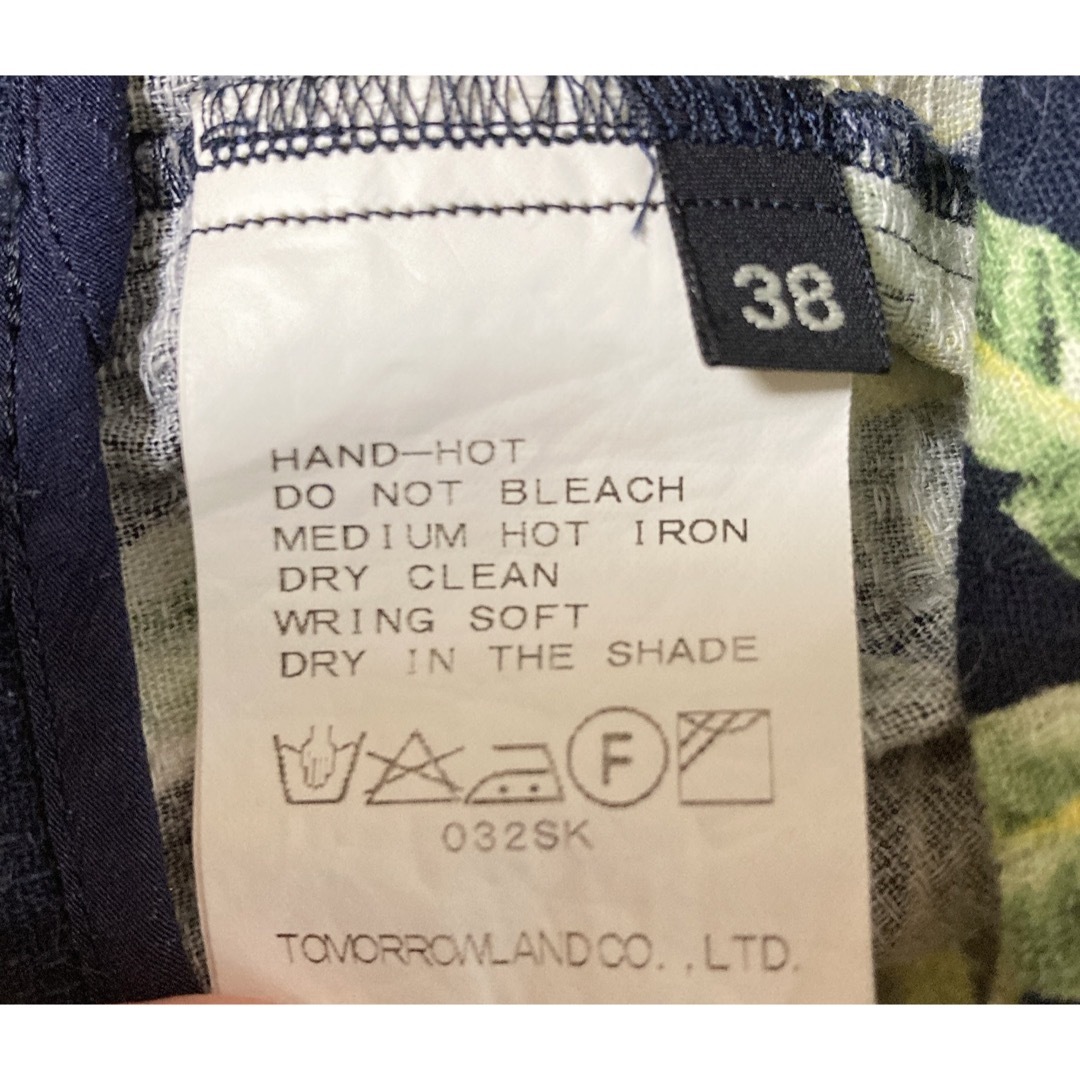 38
HAND-HOT
DO NOT BLEACH
MEDIUM HOT IRON
DRY CLEAN
WRING SOFT
DRY IN THE SHADE
F
032SK
TOMORROWLAND CO., LTD.